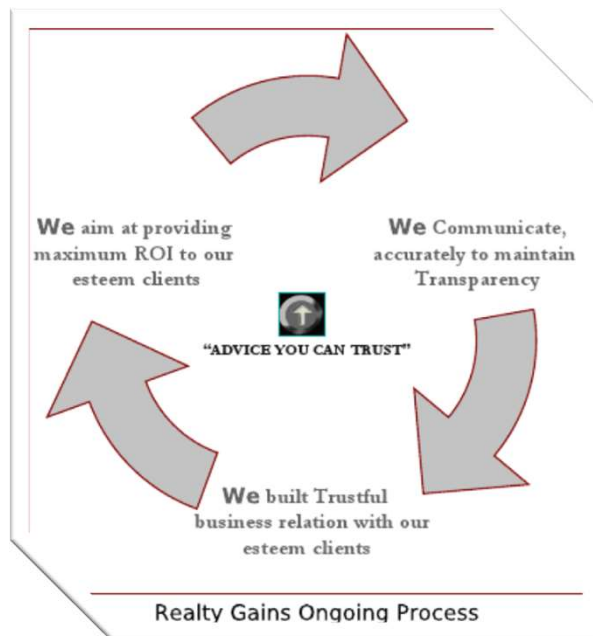 We aim at providing
maximum ROI to our
esteem clients
We Communicate,
accurately to maintain
Transparency
“ADVICE YOU CAN TRUST”
We built Trustful
business relation with our
esteem clients
Realty Gains Ongoing Process